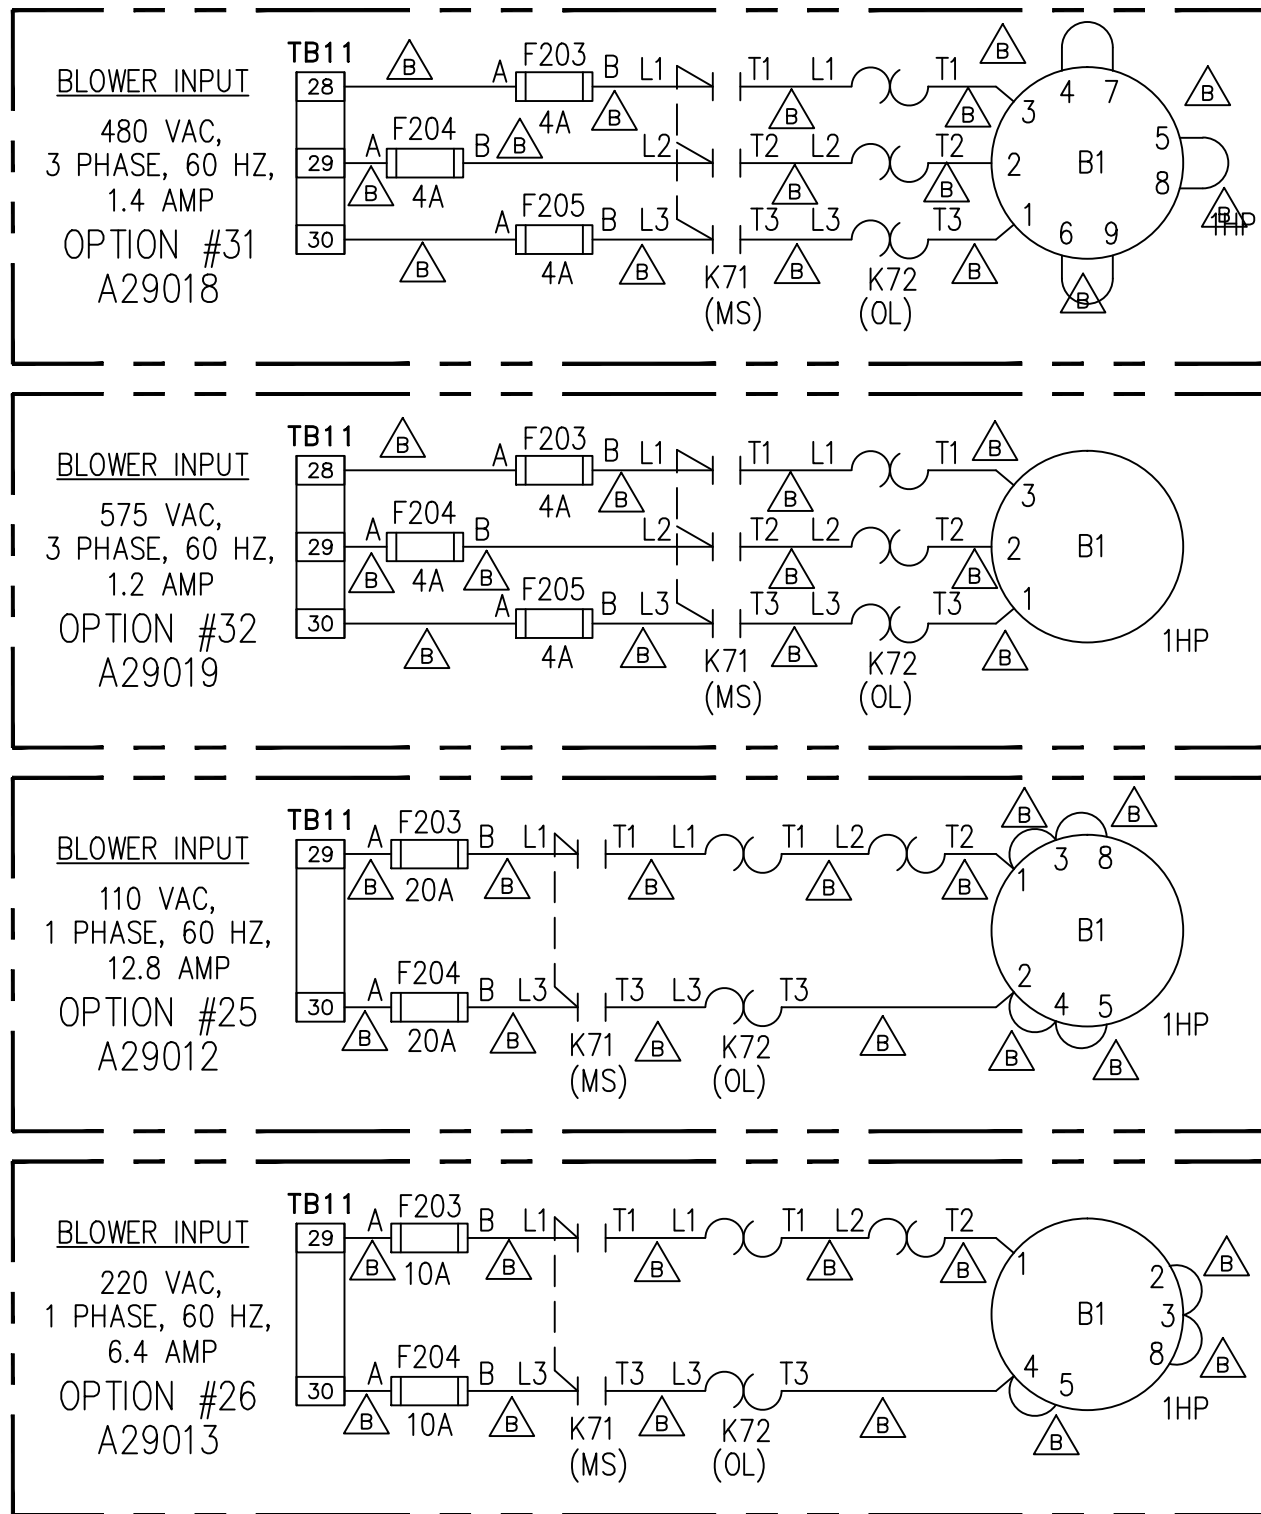 TB11
BLOWER INPUT
480 VAC,
3 PHASE, 60 HZ,
1.4 AMP
OPTION #31
A29018
28 B A F203 B L1 T1 L1 T1 B 4 7 B
4A B B B 3
29 A F204 B B L2 T2 L2 T2 2 B1 5 8
B 4A B B B 1HP
30 A F205 B L3 T3 L3 T3 1 6 9
B 4A B K71 B K72 B B
(MS) (OL)
TB11
BLOWER INPUT
575 VAC,
3 PHASE, 60 HZ,
1.2 AMP
OPTION #32
A29019
28 B A F203 B L1 T1 L1 T1 B 3
4A B B
29 A F204 B L2 T2 L2 T2 2 B1
B 4A B B B
30 A F205 B L3 T3 L3 T3 1
B 4A B K71 B K72 B 1HP
(MS) (OL)
TB11
BLOWER INPUT
110 VAC,
1 PHASE, 60 HZ,
12.8 AMP
OPTION #25
A29012
29 A F203 B L1 T1 L1 T1 L2 T2 B B
B 20A B B B B 1 3 8
B1
30 A F204 B L3 T3 L3 T3 2 4 5
B 20A B K71 B K72 B B B 1HP
(MS) (OL)
TB11
BLOWER INPUT
220 VAC,
1 PHASE, 60 HZ,
6.4 AMP
OPTION #26
A29013
29 A F203 B L1 T1 L1 T1 L2 T2 1 B
B 10A B B B B 2
B1 3
30 A F204 B L3 T3 L3 T3 4 5 8 B
B 10A B K71 B K72 B B 1HP
(MS) (OL)